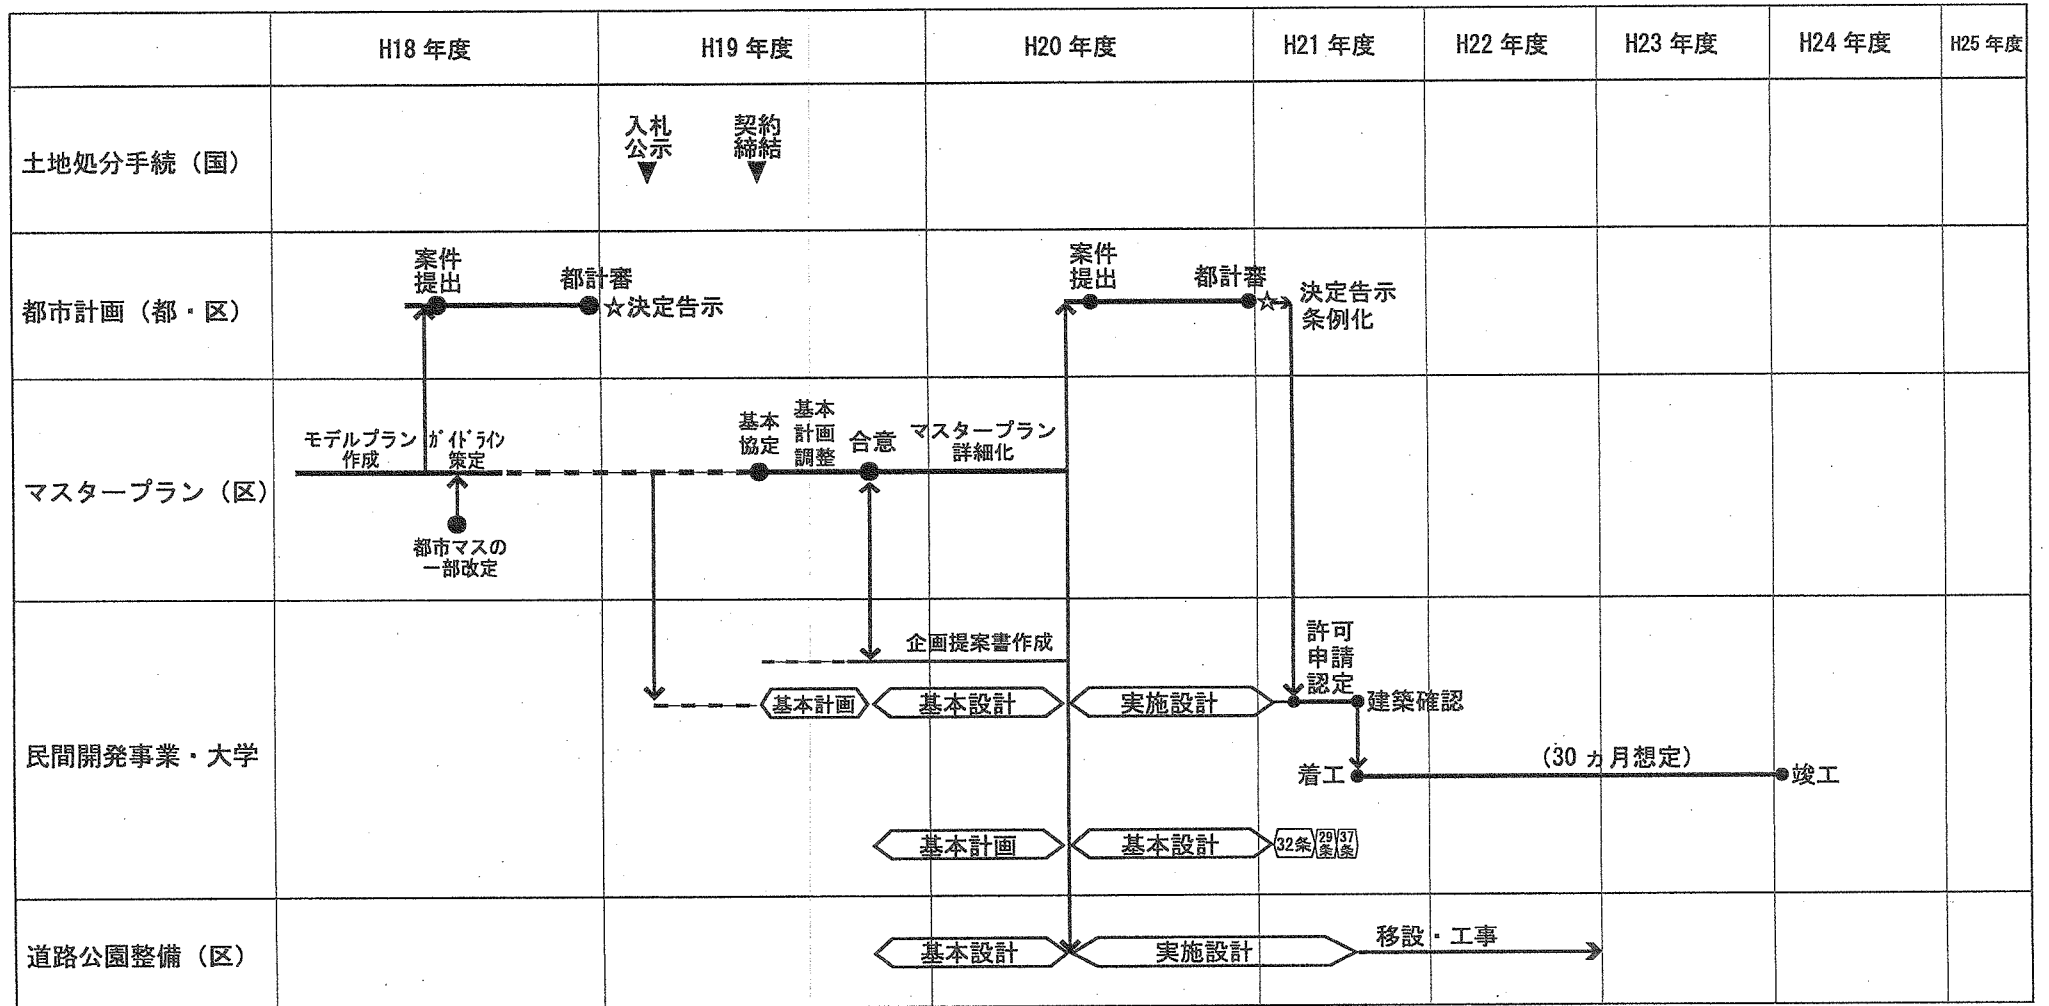 H18 年度
H19 年度
H20 年度
H21 年度
H22 年度
H23 年度
H24 年度
H25 年度
土地処分手続（国）
入札
公示
契約
締結
都市計画（都・区）
案件
提出
都計審
☆決定告示
案件
提出
都計審
☆
決定告示
条例化
マスタープラン（区）
モデルプラン
作成
ｶﾞｲﾄﾞﾗｲﾝ
策定
都市マスの
一部改定
基本
協定
基本
計画
調整
合意
マスタープラン
詳細化
民間開発事業・大学
企画提案書作成
基本計画
基本設計
実施設計
許可
申請
認定
建築確認
着工
（30 ヵ月想定）
竣工
基本計画
基本設計
32条
29
条
37
条
道路公園整備（区）
基本設計
実施設計
移設・工事